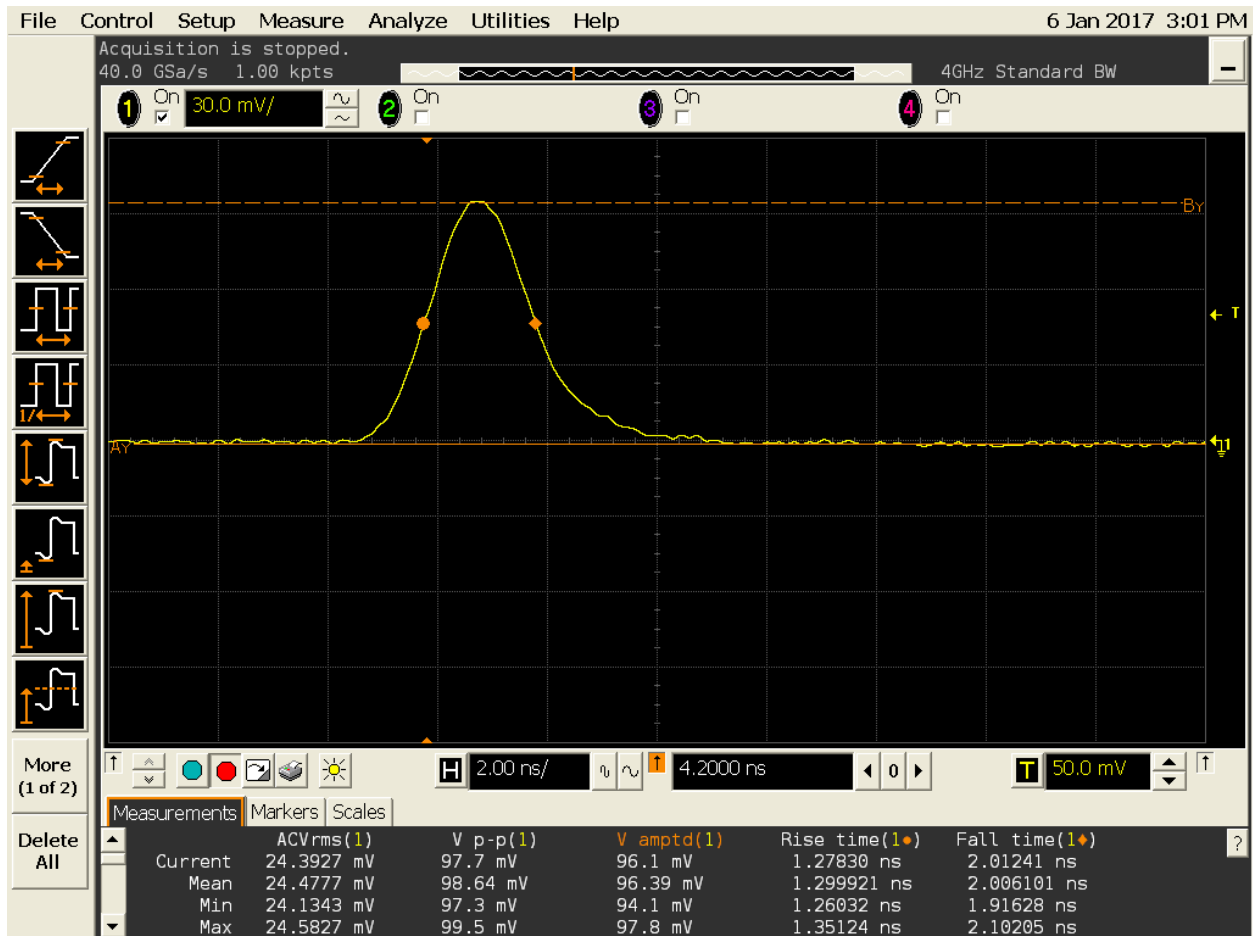 File Control Setup Measure Analyze Utilities Help 6 Jan 2017 3:01 PM
Acquisition is stopped.
40.0 GSa/s 1.00 kpts 4GHz Standard BW
1 On 30.0 mV/ 2 On 3 On 4 On
By
T
1/
Ay
1
More
(1 of 2)
Delete
All
H 2.00 ns/ 4.2000 ns 0 T 50.0 mV
Measurements Markers Scales
ACVrms(1) V p-p(1) V amptd(1) Rise time(1●) Fall time(1♦) ?
Current 24.3927 mV 97.7 mV 96.1 mV 1.27830 ns 2.01241 ns
Mean 24.4777 mV 98.64 mV 96.39 mV 1.299921 ns 2.006101 ns
Min 24.1343 mV 97.3 mV 94.1 mV 1.26032 ns 1.91628 ns
Max 24.5827 mV 99.5 mV 97.8 mV 1.35124 ns 2.10205 ns